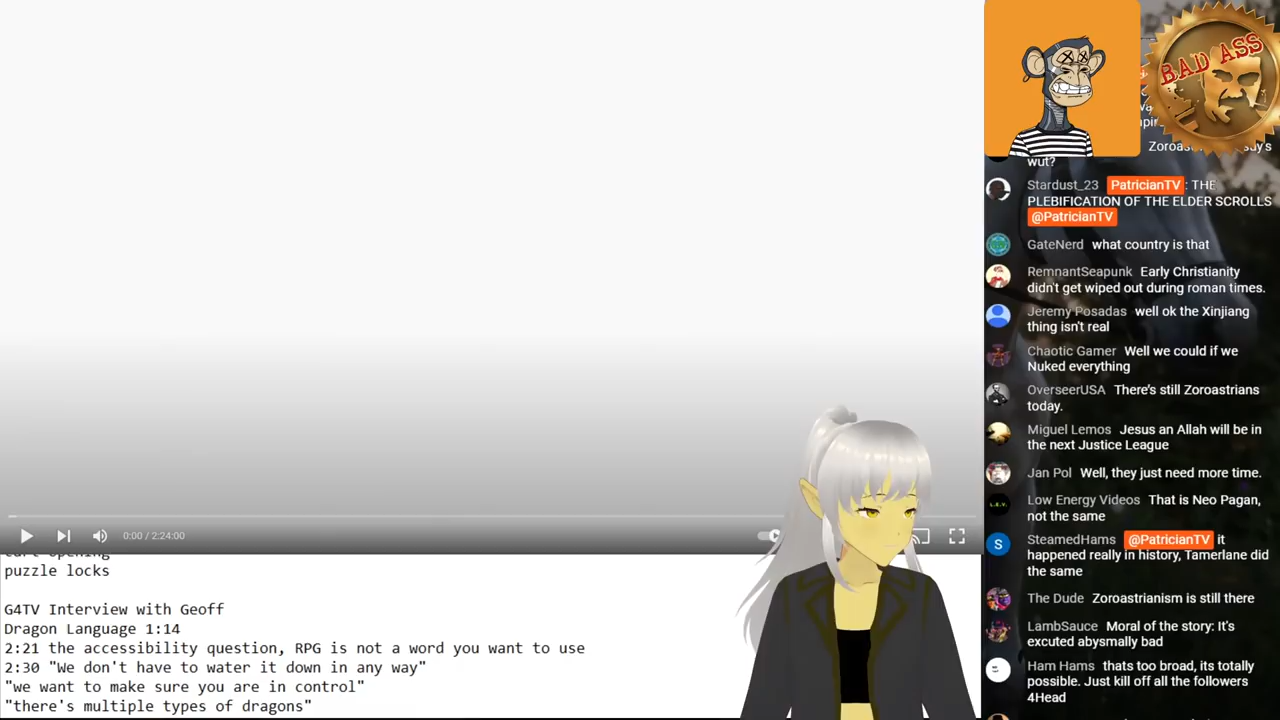 BAD ASS
wut?
Stardust_23 PatricianTV : THE
PLEBIFICATION OF THE ELDER SCROLLS
@PatricianTV
GateNerd what country is that
RemnantSeapunk Early Christianity
didn't get wiped out during roman times.
Jeremy Posadas well ok the Xinjiang
thing isn't real
Chaotic Gamer Well we could if we
Nuked everything
OverseerUSA There's still Zoroastrians
today.
Miguel Lemos Jesus an Allah will be in
the next Justice League
Jan Pol Well, they just need more time.
Low Energy Videos That is Neo Pagan,
not the same
L.E.V.
SteamedHams @PatricianTV it
happened really in history, Tamerlane did
the same
S
The Dude Zoroastrianism is still there
LambSauce Moral of the story: It's
excuted abysmally bad
Ham Hams thats too broad, its totally
possible. Just kill off all the followers
4Head
0:00 / 2:24:00
puzzle locks
G4TV Interview with Geoff
Dragon Language 1:14
2:21 the accessibility question, RPG is not a word you want to use
2:30 "We don't have to water it down in any way"
"we want to make sure you are in control"
"there's multiple types of dragons"